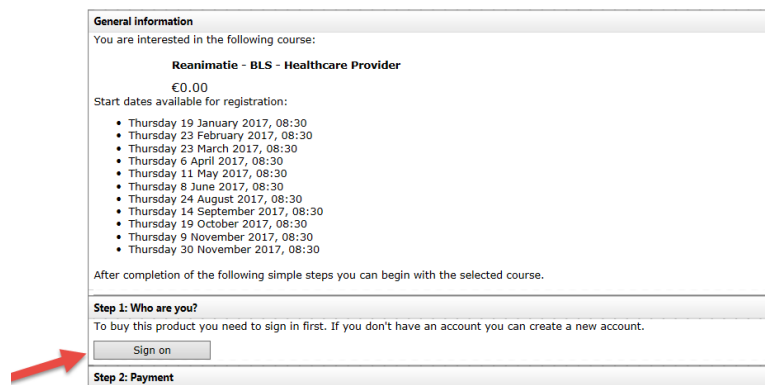 General information
You are interested in the following course:
Reanimatie - BLS - Healthcare Provider
€0.00
Start dates available for registration:
• Thursday 19 January 2017, 08:30
• Thursday 23 February 2017, 08:30
• Thursday 23 March 2017, 08:30
• Thursday 6 April 2017, 08:30
• Thursday 11 May 2017, 08:30
• Thursday 8 June 2017, 08:30
• Thursday 24 August 2017, 08:30
• Thursday 14 September 2017, 08:30
• Thursday 19 October 2017, 08:30
• Thursday 9 November 2017, 08:30
• Thursday 30 November 2017, 08:30
After completion of the following simple steps you can begin with the selected course.
Step 1: Who are you?
To buy this product you need to sign in first. If you don't have an account you can create a new account.
Sign on
Step 2: Payment